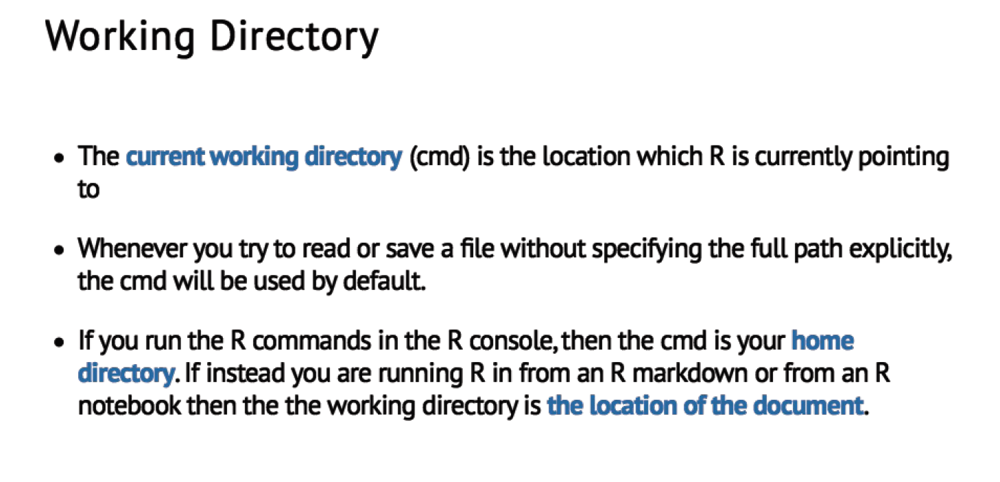 Working Directory
• The current working directory (cmd) is the location which R is currently pointing
to
• Whenever you try to read or save a file without specifying the full path explicitly,
the cmd will be used by default.
• If you run the R commands in the R console, then the cmd is your home
directory. If instead you are running R in from an R markdown or from an R
notebook then the the working directory is the location of the document.